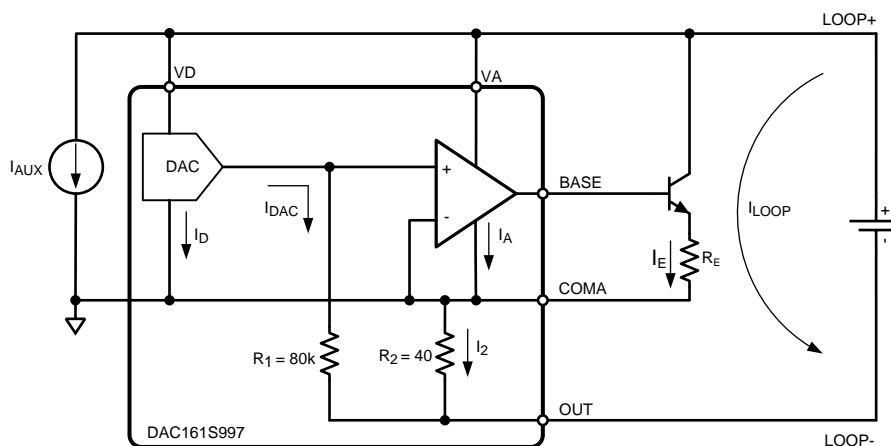 LOOP+
VD
VA
DAC
+
BASE
IAUX
IDAC
-
ILOOP
+
-
ID
IA
IE
RE
COMA
R1 = 80k
R2 = 40
I2
OUT
DAC161S997
LOOP-